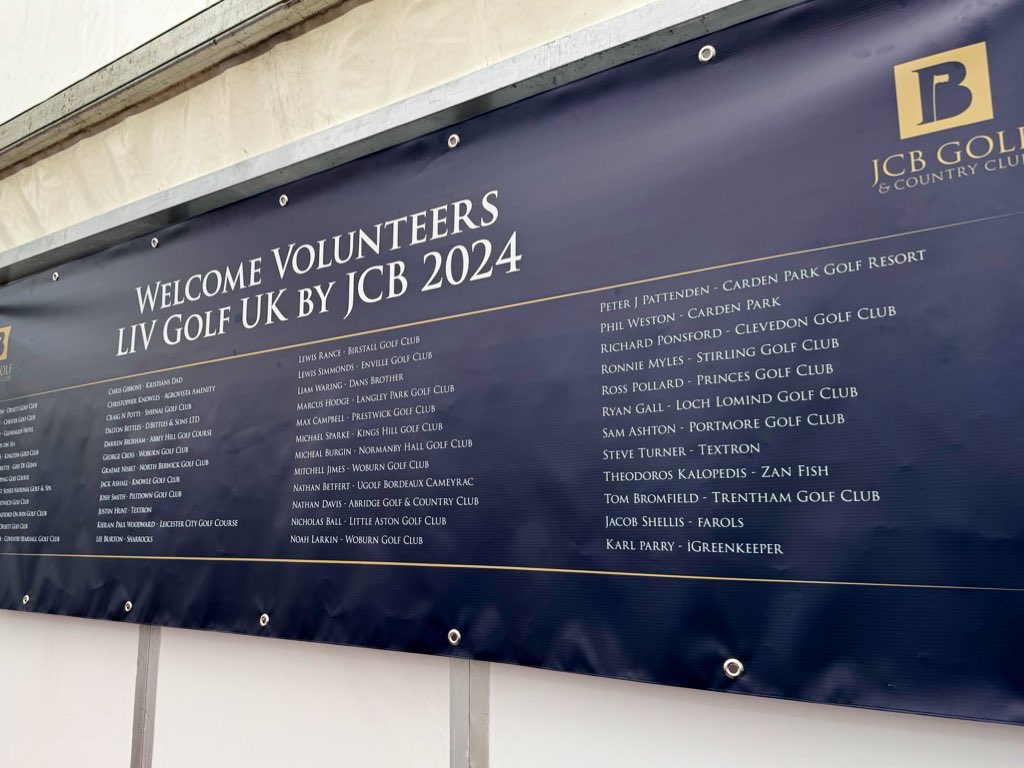 JCB GOLF
& COUNTRY CLUB
WELCOME VOLUNTEERS
LIV GOLF UK BY JCB 2024
CHRIS GIBBONS - KRISTIANS DAD
CHRISTOPHER KNOWLES - AGROVISTA AMENITY
CRAIG N POTTS - SHIFNAL GOLF CLUB
DALTON BETTLES - D.BETTLES & SONS LTD
DARREN BROXHAM - ABBEY HILL GOLF COURSE
GEORGE CROSS - WOBURN GOLF CLUB
GRAEME NISBET - NORTH BERWICK GOLF CLUB
JACK ASHALL - KNOWLE GOLF CLUB
JOSH SMITH - PILTDOWN GOLF CLUB
JUSTIN HUNT - TEXTRON
KIERAN PAUL WOODWARD - LEICESTER CITY GOLF COURSE
LEE BURTON - SHARROCKS
LEWIS RANCE - BIRSTALL GOLF CLUB
LEWIS SIMMONDS - ENVILLE GOLF CLUB
LIAM WARING - DANS BROTHER
MARCUS HODGE - LANGLEY PARK GOLF CLUB
MAX CAMPBELL - PRESTWICK GOLF CLUB
MICHAEL SPARKE - KINGS HILL GOLF CLUB
MICHEAL BURGIN - NORMANBY HALL GOLF CLUB
MITCHELL JIMES - WOBURN GOLF CLUB
NATHAN BETFERT - UGOLF BORDEAUX CAMEYRAC
NATHAN DAVIS - ABRIDGE GOLF & COUNTRY CLUB
NICHOLAS BALL - LITTLE ASTON GOLF CLUB
NOAH LARKIN - WOBURN GOLF CLUB
PETER J PATTENDEN - CARDEN PARK GOLF RESORT
PHIL WESTON - CARDEN PARK
RICHARD PONSFORD - CLEVEDON GOLF CLUB
RONNIE MYLES - STIRLING GOLF CLUB
ROSS POLLARD - PRINCES GOLF CLUB
RYAN GALL - LOCH LOMIND GOLF CLUB
SAM ASHTON - PORTMORE GOLF CLUB
STEVE TURNER - TEXTRON
THEODOROS KALOPEDIS - ZAN FISH
TOM BROMFIELD - TRENTHAM GOLF CLUB
JACOB SHELLIS - FAROLS
KARL PARRY - iGREENKEEPER